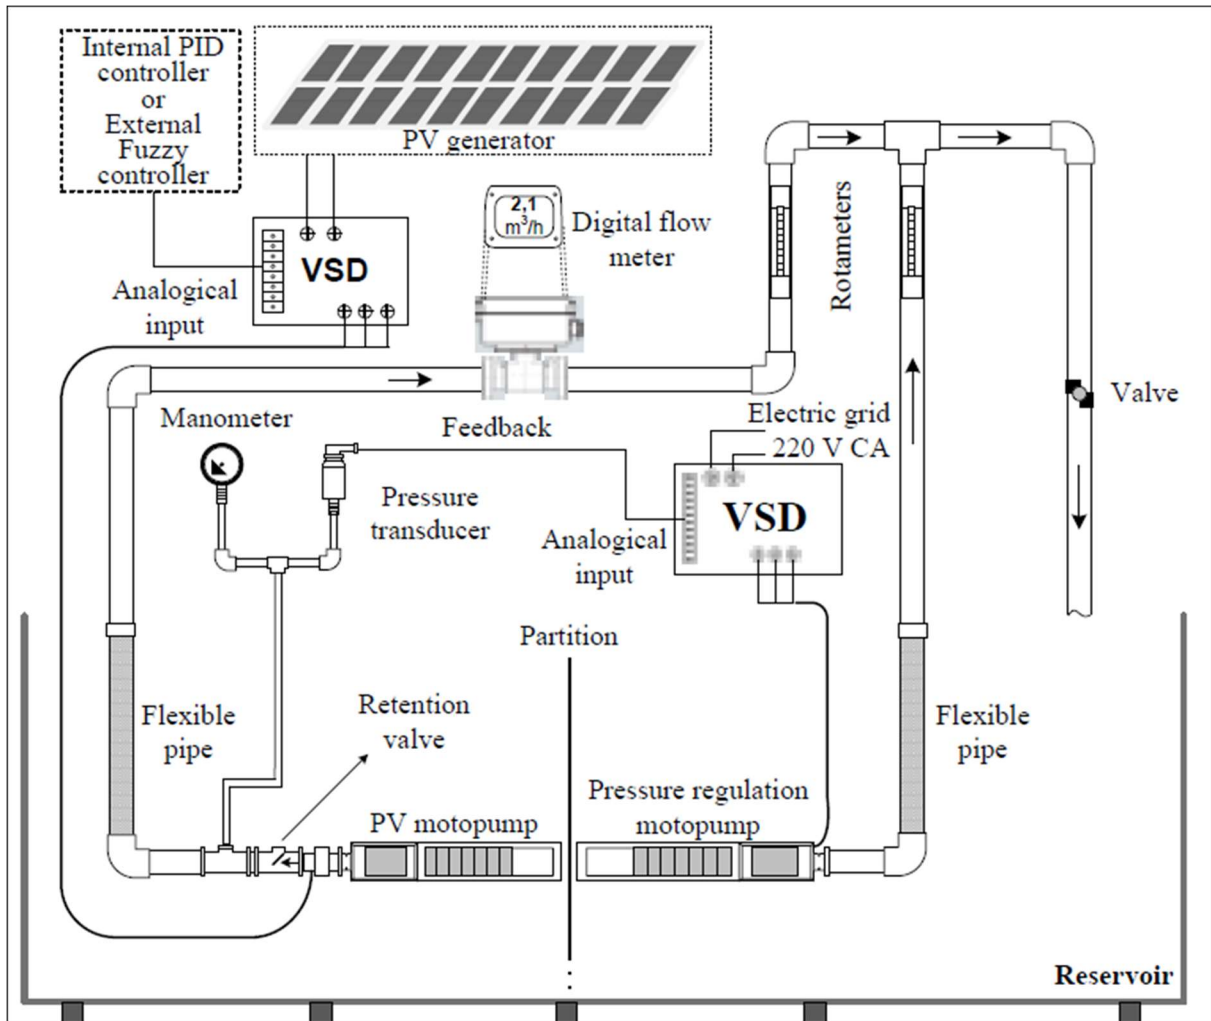 Internal PID
controller
or
External
Fuzzy
controller
PV generator
2,1
m³/h
Digital flow
meter
VSD
Analogical
input
Rotameters
Manometer
Feedback
Electric grid
220 V CA
Valve
Pressure
transducer
VSD
Analogical
input
Partition
Retention
valve
Flexible
pipe
Flexible
pipe
PV motopump
Pressure regulation
motopump
Reservoir